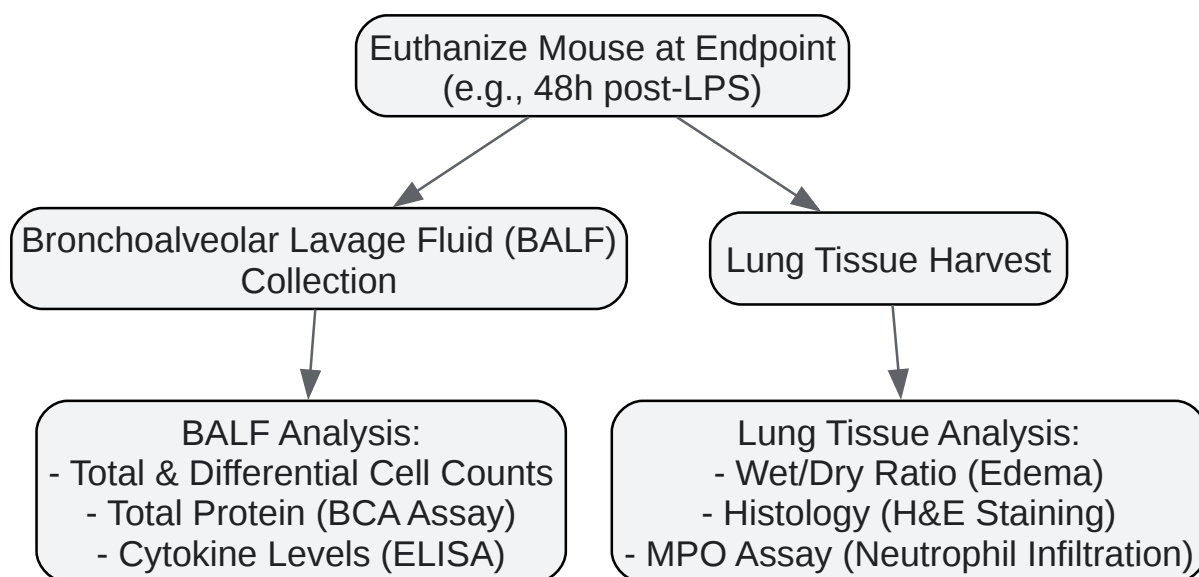 Euthanize Mouse at Endpoint
(e.g., 48h post-LPS)
Bronchoalveolar Lavage Fluid (BALF)
Collection
Lung Tissue Harvest
BALF Analysis:
- Total & Differential Cell Counts
- Total Protein (BCA Assay)
- Cytokine Levels (ELISA)
Lung Tissue Analysis:
- Wet/Dry Ratio (Edema)
- Histology (H&E Staining)
- MPO Assay (Neutrophil Infiltration)